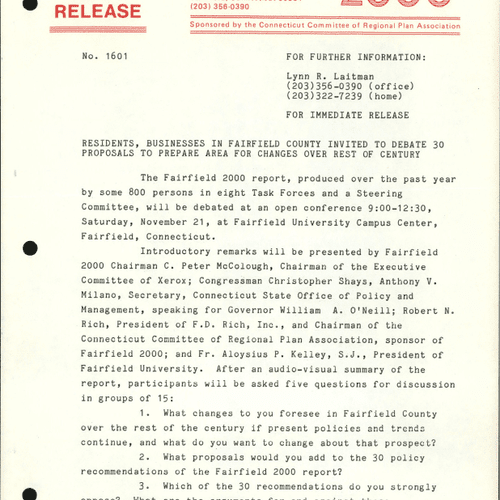 RELEASE
(203) 356-0390
Sponsored by the Connecticut Committee of Regional Plan Association
No. 1601
FOR FURTHER INFORMATION:
Lynn R. Laitman
(203)356-0390 (office)
(203)322-7239 (home)
FOR IMMEDIATE RELEASE
RESIDENTS, BUSINESSES IN FAIRFIELD COUNTY INVITED TO DEBATE 30
PROPOSALS TO PREPARE AREA FOR CHANGES OVER REST OF CENTURY
The Fairfield 2000 report, produced over the past year
by some 800 persons in eight Task Forces and a Steering
Committee, will be debated at an open conference 9:00-12:30,
Saturday, November 21, at Fairfield University Campus Center,
Fairfield, Connecticut.
Introductory remarks will be presented by Fairfield
2000 Chairman C. Peter McColough, Chairman of the Executive
Committee of Xerox; Congressman Christopher Shays, Anthony V.
Milano, Secretary, Connecticut State Office of Policy and
Management, speaking for Governor William A. O'Neill; Robert N.
Rich, President of F.D. Rich, Inc., and Chairman of the
Connecticut Committee of Regional Plan Association, sponsor of
Fairfield 2000; and Fr. Aloysius P. Kelley, S.J., President of
Fairfield University. After an audio-visual summary of the
report, participants will be asked five questions for discussion
in groups of 15:
1. What changes to you foresee in Fairfield County
over the rest of the century if present policies and trends
continue, and what do you want to change about that prospect?
2. What proposals would you add to the 30 policy
recommendations of the Fairfield 2000 report?
3. Which of the 30 recommendations do you strongly